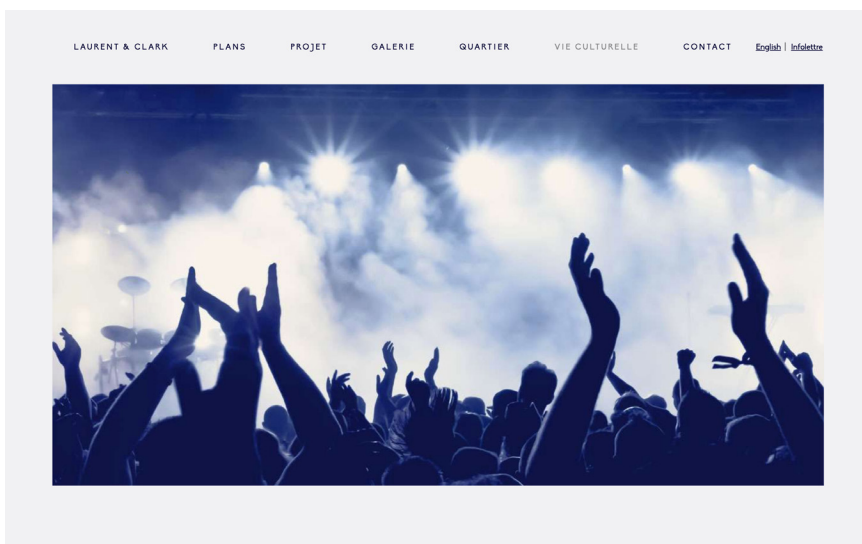 LAURENT & CLARK PLANS PROJET GALERIE QUARTIER VIE CULTURELLE CONTACT English | Infolettre